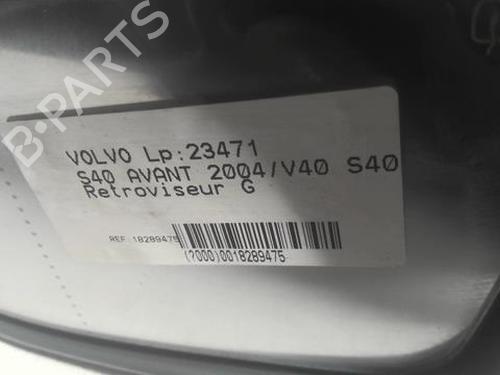 B-PARTS
VOLVO Lp:23471
S40 AVANT 2004/V40 S40
Retroviseur G
REF 18289475
(2000)0018289475